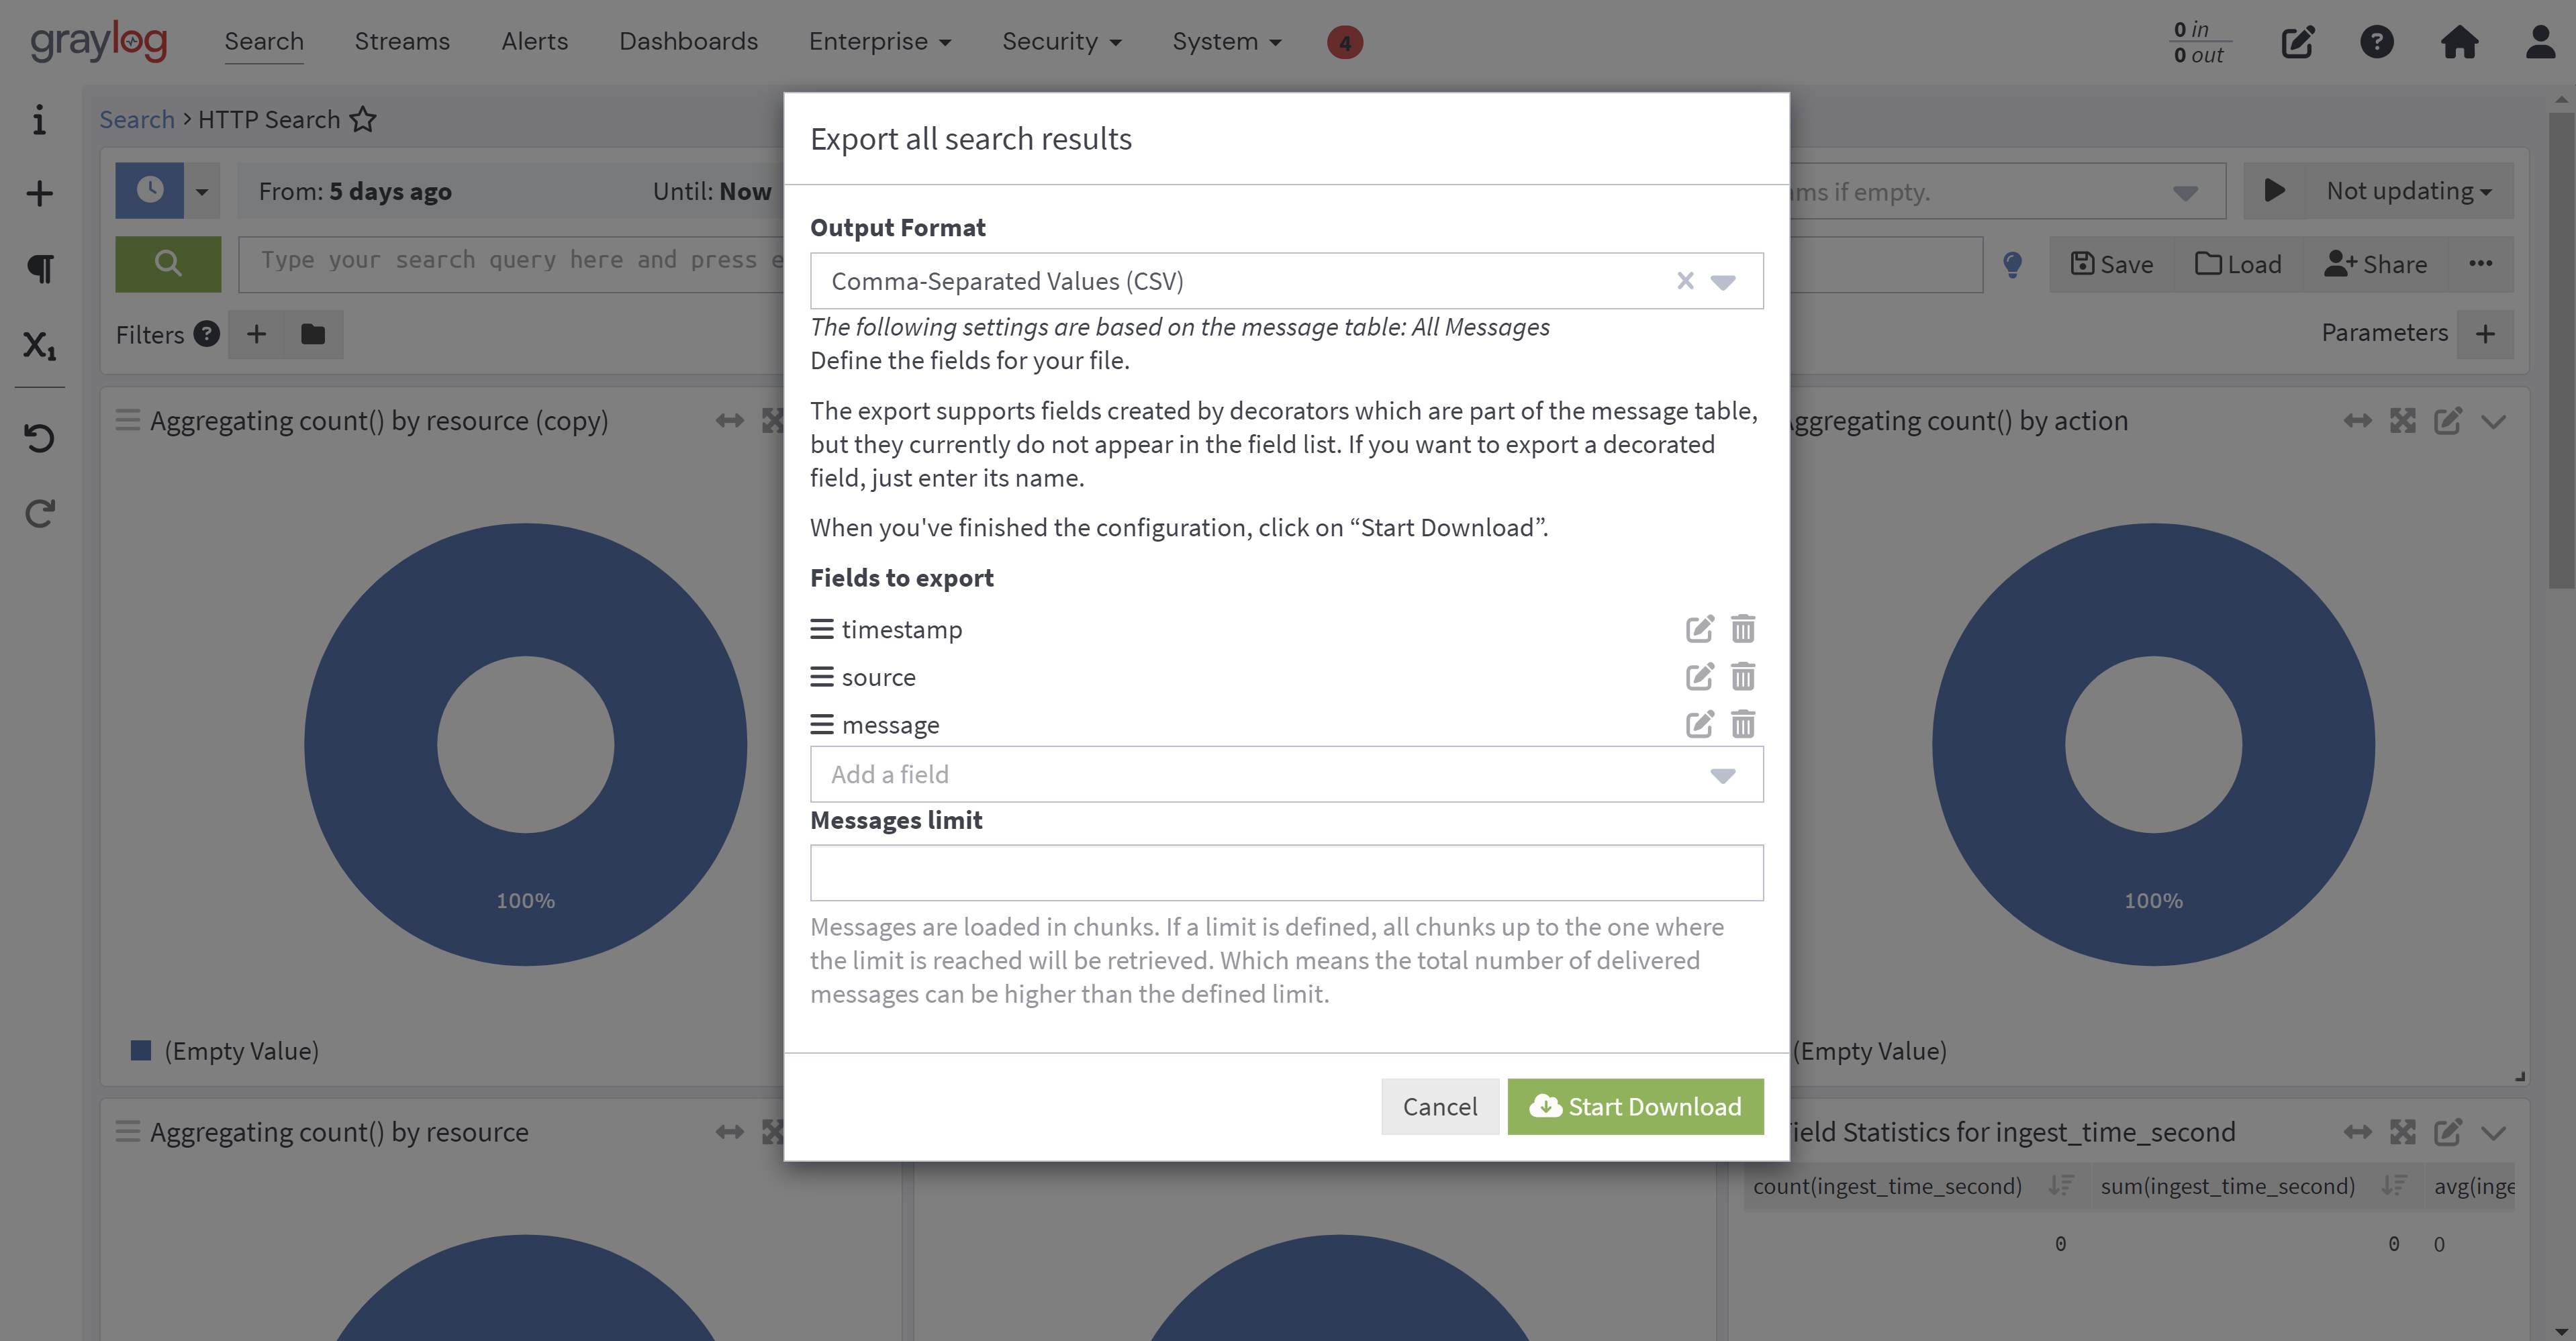 graylog Search Streams Alerts Dashboards Enterprise Security System 4 0 in
0 out
Search > HTTP Search
From: 5 days ago Until: Now ms if empty. Not updating
Type your search query here and press Save Load Share
Filters Parameters
Export all search results
Output Format
Comma-Separated Values (CSV)
The following settings are based on the message table: All Messages
Define the fields for your file.
The export supports fields created by decorators which are part of the message table,
but they currently do not appear in the field list. If you want to export a decorated
field, just enter its name.
When you've finished the configuration, click on “Start Download”.
Fields to export
timestamp
source
message
Add a field
Messages limit
Messages are loaded in chunks. If a limit is defined, all chunks up to the one where
the limit is reached will be retrieved. Which means the total number of delivered
messages can be higher than the defined limit.
Cancel Start Download
Aggregating count() by resource (copy)
100%
(Empty Value)
Aggregating count() by action
100%
(Empty Value)
Aggregating count() by resource
Field Statistics for ingest_time_second
count(ingest_time_second) sum(ingest_time_second) avg(inge
0 0 0